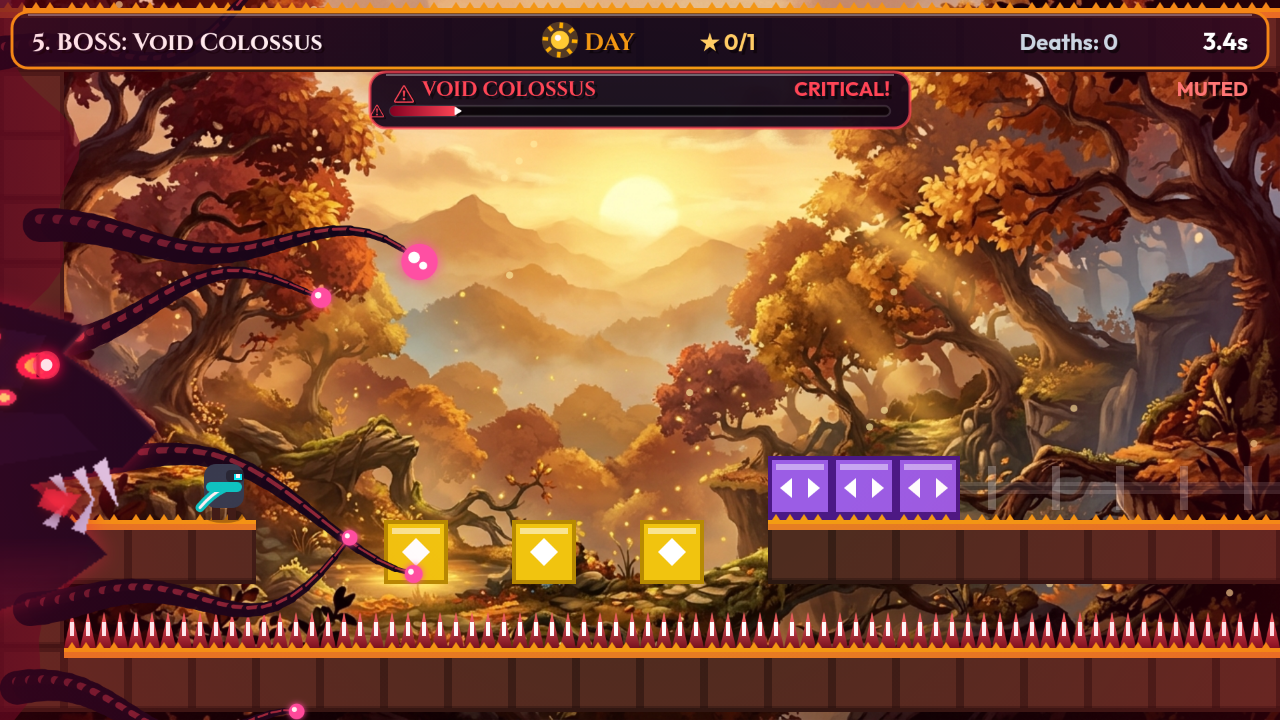 5. BOSS: VOID COLOSSUS
DAY
★ 0/1
Deaths: 0
3.4s
VOID COLOSSUS
CRITICAL!
MUTED